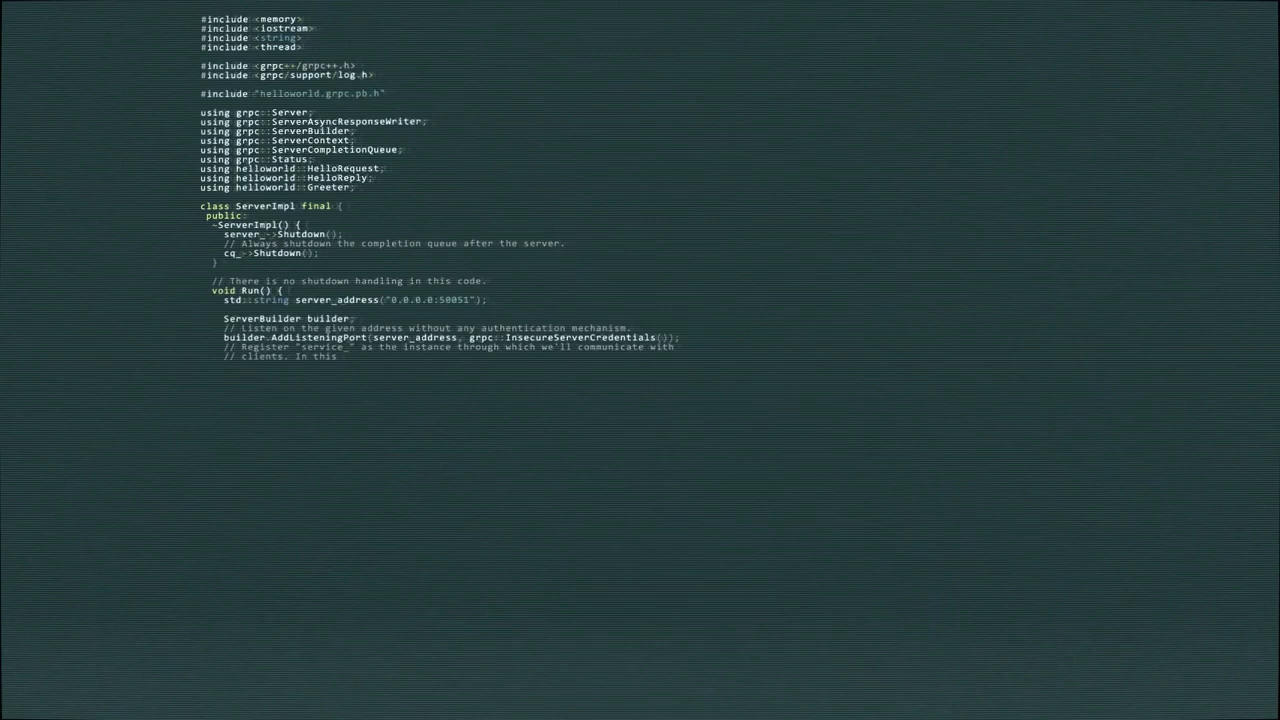 #include <memory>
#include <iostream>
#include <string>
#include <thread>
#include <grpc++/grpc++.h>
#include <grpc/support/log.h>
#include "helloworld.grpc.pb.h"
using grpc::Server;
using grpc::ServerAsyncResponseWriter;
using grpc::ServerBuilder;
using grpc::ServerContext;
using grpc::ServerCompletionQueue;
using grpc::Status;
using helloworld::HelloRequest;
using helloworld::HelloReply;
using helloworld::Greeter;
class ServerImpl final {
public:
~ServerImpl() {
server_->Shutdown();
// Always shutdown the completion queue after the server.
cq_->Shutdown();
}
// There is no shutdown handling in this code.
void Run() {
std::string server_address("0.0.0.0:50051");
ServerBuilder builder;
// Listen on the given address without any authentication mechanism.
builder.AddListeningPort(server_address, grpc::InsecureServerCredentials());
// Register "service_" as the instance through which we'll communicate with
// clients. In this